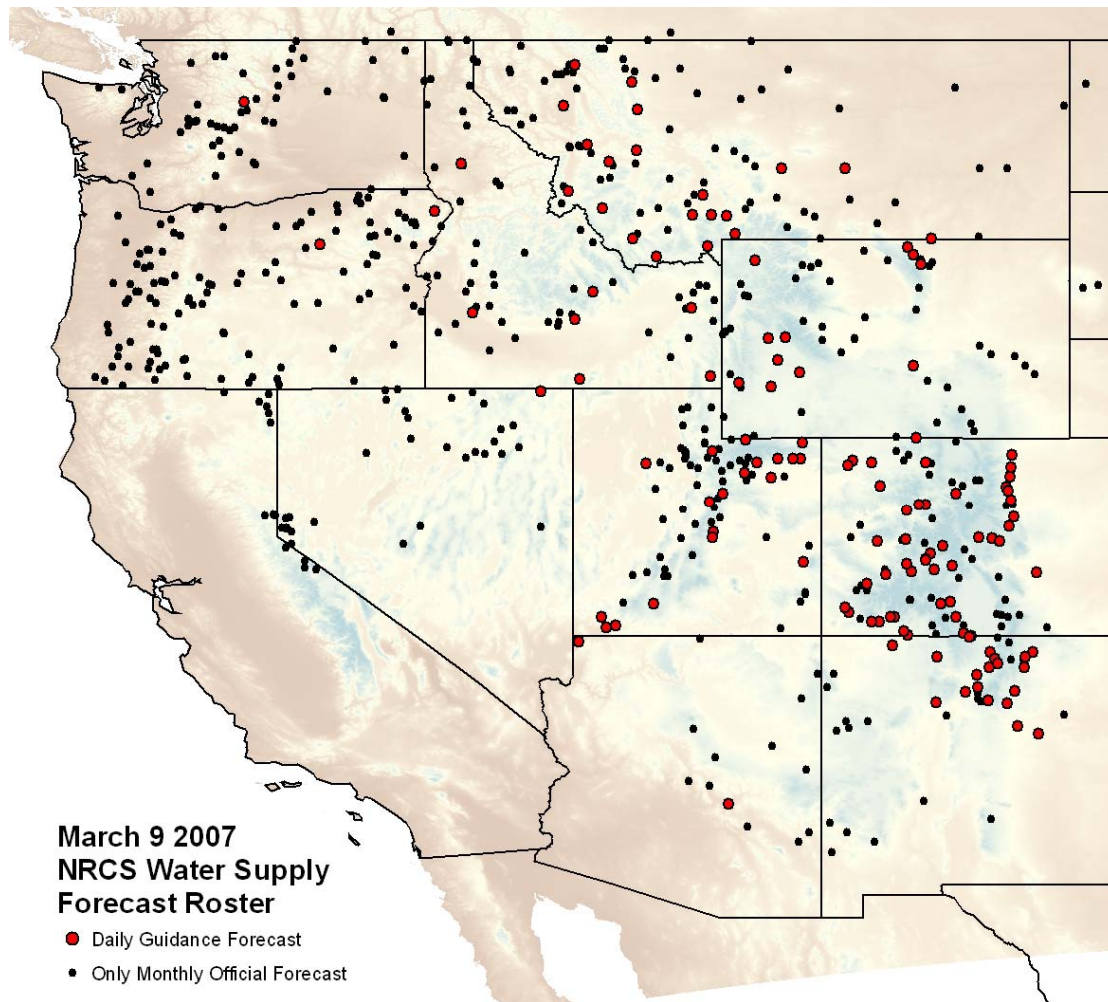 March 9 2007
NRCS Water Supply
Forecast Roster
Daily Guidance Forecast
Only Monthly Official Forecast